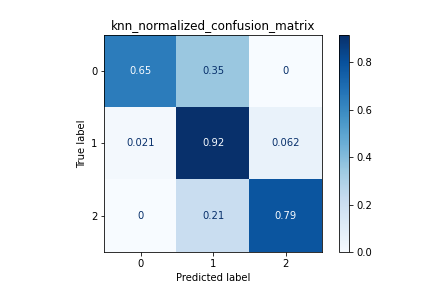 knn_normalized_confusion_matrix
0 0.65 0.35 0
1 0.021 0.92 0.062
2 0 0.21 0.79
0 1 2
True label
Predicted label
0.8
0.6
0.4
0.2
0.0